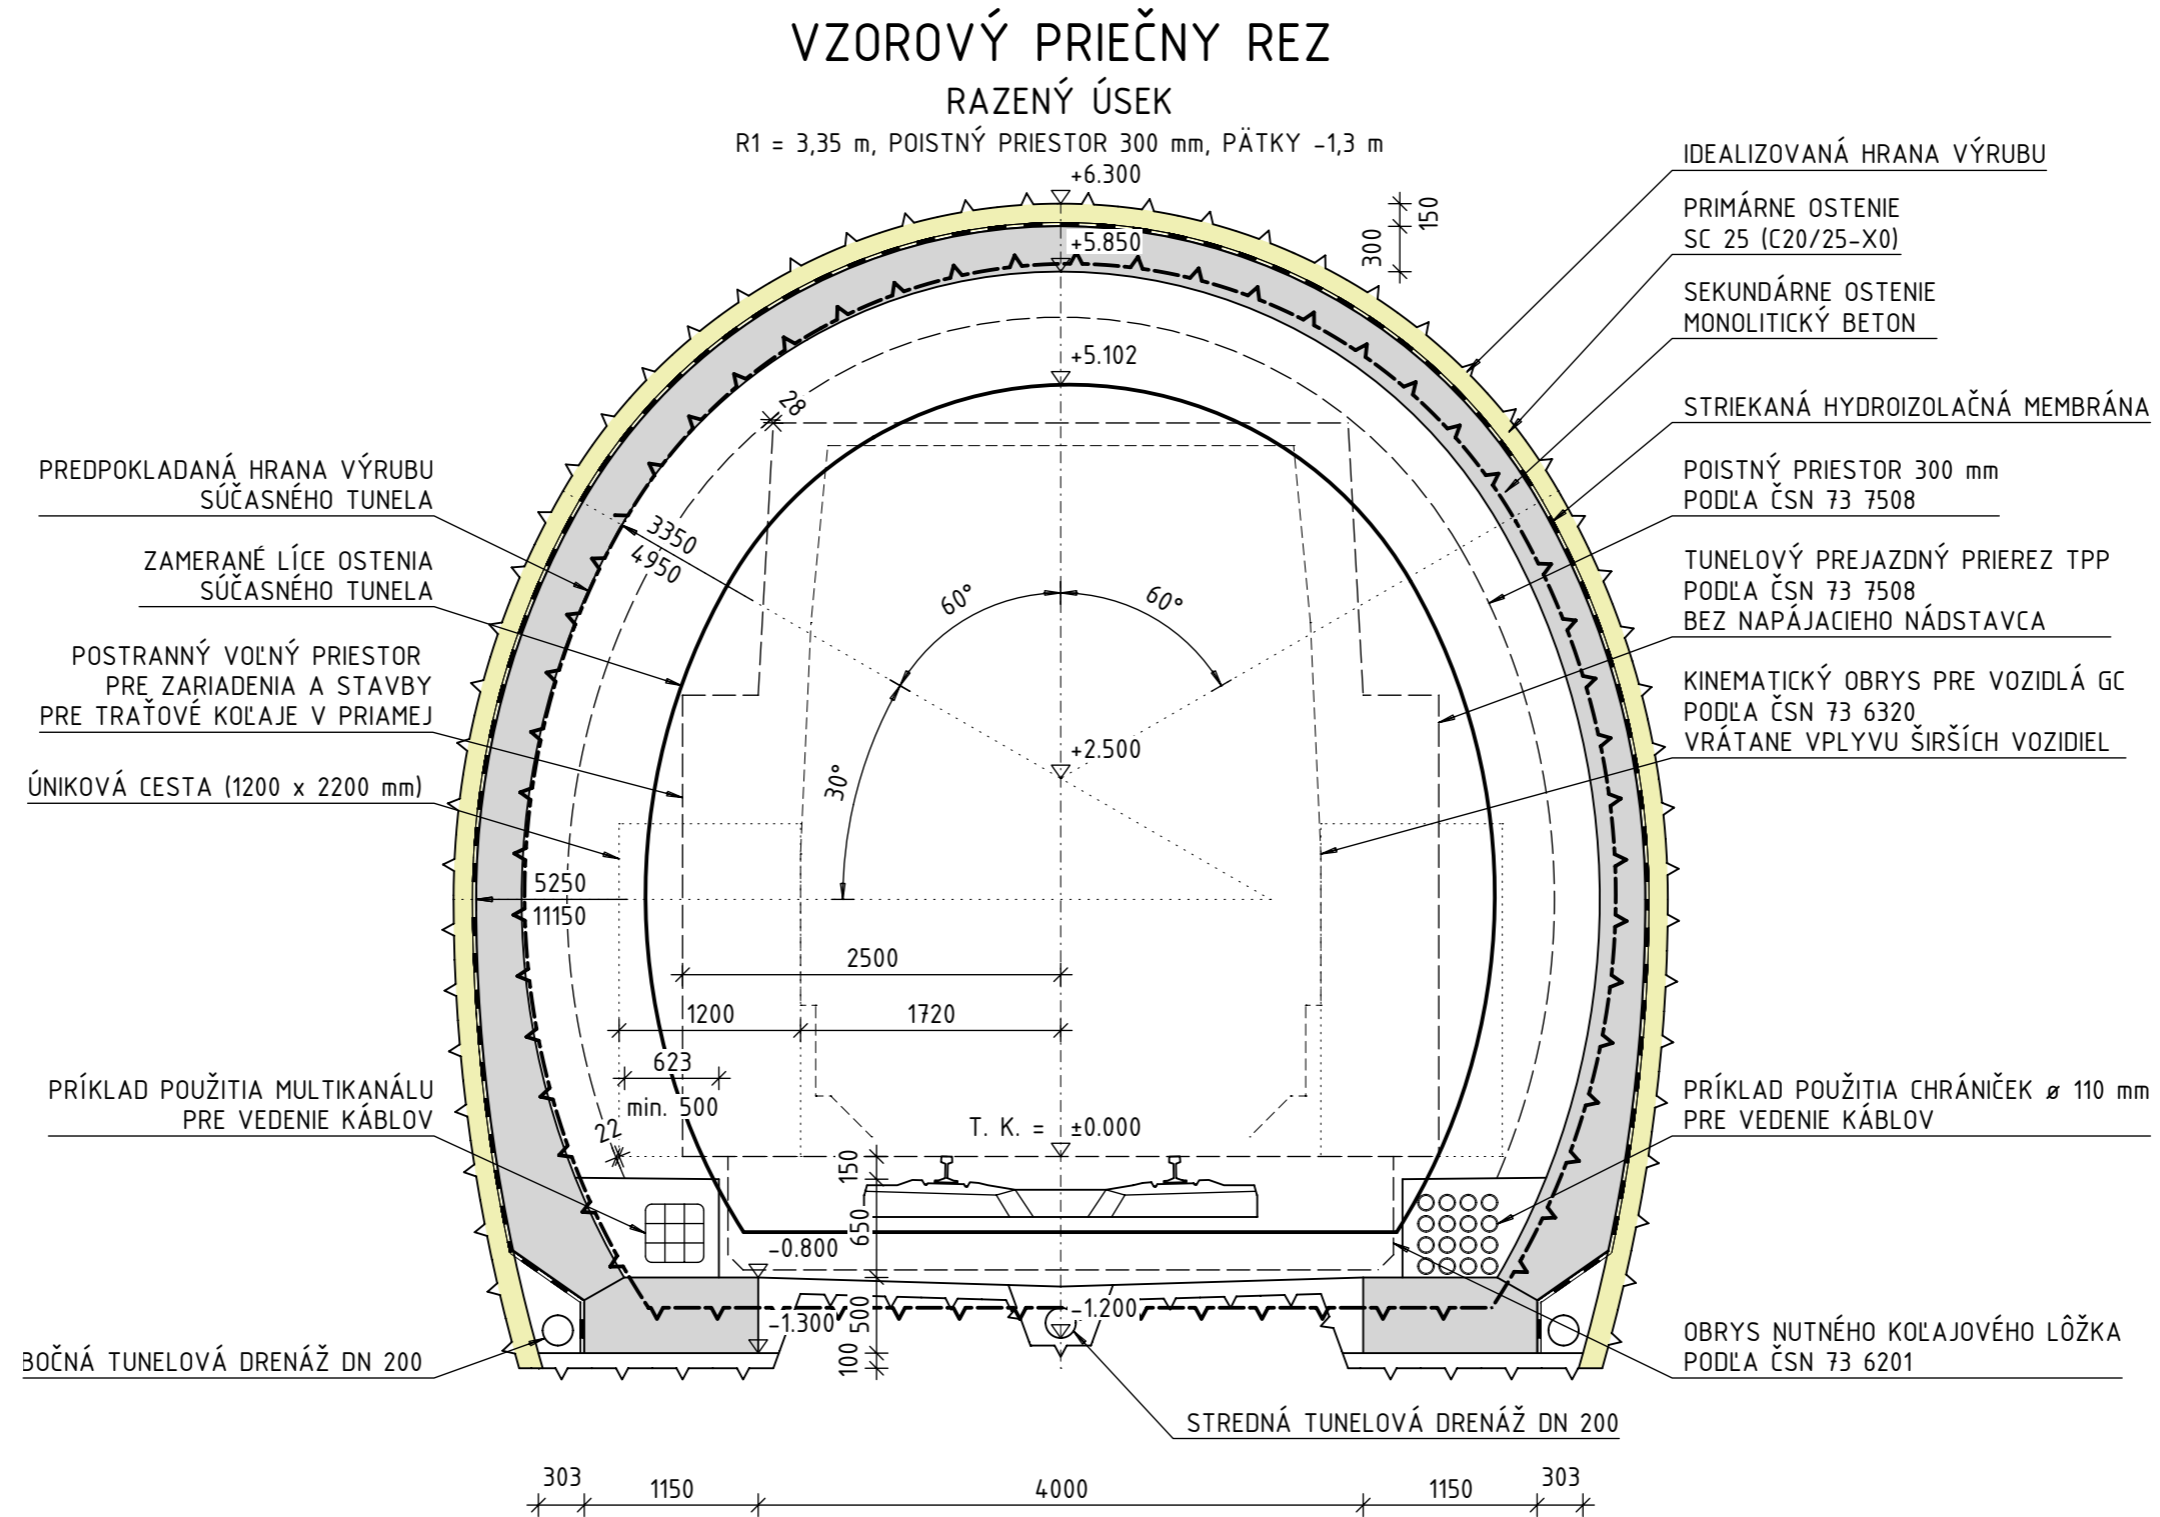 VZOROVÝ PRIEČNY REZ
RAZENÝ ÚSEK
R1 = 3,35 m, POISTNÝ PRIESTOR 300 mm, PÄTKY -1,3 m
+6.300
150
300
+5.850
+5.102
28
3350
4950
60°
60°
30°
+2.500
5250
11150
2500
1200
1720
623
min. 500
22
T. K. = ±0.000
150
650
-0.800
-1.200
-1.300
500
100
PREDPOKLADANÁ HRANA VÝRUBU
SÚČASNÉHO TUNELA
ZAMERANÉ LÍCE OSTENIA
SÚČASNÉHO TUNELA
POSTRANNÝ VOĽNÝ PRIESTOR
PRE ZARIADENIA A STAVBY
PRE TRAŤOVÉ KOĽAJE V PRIAMEJ
ÚNIKOVÁ CESTA (1200 x 2200 mm)
PRÍKLAD POUŽITIA MULTIKANÁLU
PRE VEDENIE KÁBLOV
BOČNÁ TUNELOVÁ DRENÁŽ DN 200
IDEALIZOVANÁ HRANA VÝRUBU
PRIMÁRNE OSTENIE
SC 25 (C20/25-X0)
SEKUNDÁRNE OSTENIE
MONOLITICKÝ BETON
STRIEKANÁ HYDROIZOLAČNÁ MEMBRÁNA
POISTNÝ PRIESTOR 300 mm
PODĽA ČSN 73 7508
TUNELOVÝ PREJAZDNÝ PRIEREZ TPP
PODĽA ČSN 73 7508
BEZ NAPÁJACIEHO NÁDSTAVCA
KINEMATICKÝ OBRYS PRE VOZIDLÁ GC
PODĽA ČSN 73 6320
VRÁTANE VPLYVU ŠIRŠÍCH VOZIDIEL
PRÍKLAD POUŽITIA CHRÁNIČEK ø 110 mm
PRE VEDENIE KÁBLOV
OBRYS NUTNÉHO KOĽAJOVÉHO LÔŽKA
PODĽA ČSN 73 6201
STREDNÁ TUNELOVÁ DRENÁŽ DN 200
303
1150
4000
1150
303